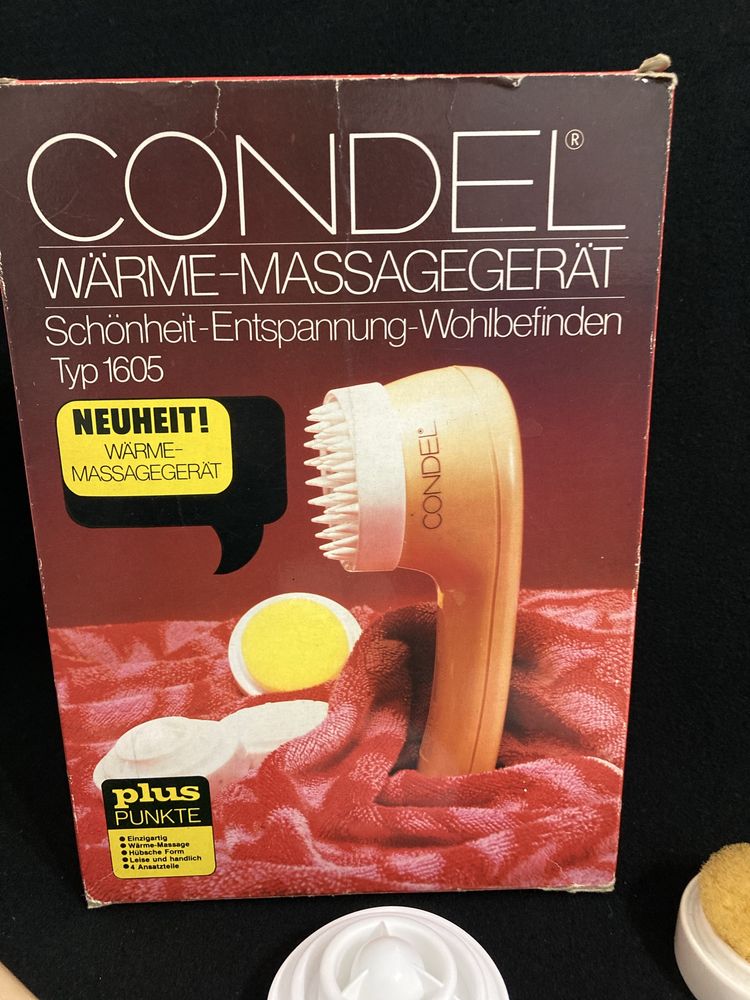 CONDEL®
WÄRME-MASSAGEGERÄT
Schönheit-Entspannung-Wohlbefinden
Typ 1605
NEUHEIT!
WÄRME-
MASSAGEGERÄT
CONDEL®
plus
PUNKTE
● Einzigartig
● Wärme-Massage
● Hübsche Form
● Leise und handlich
● 4 Ansatzteile